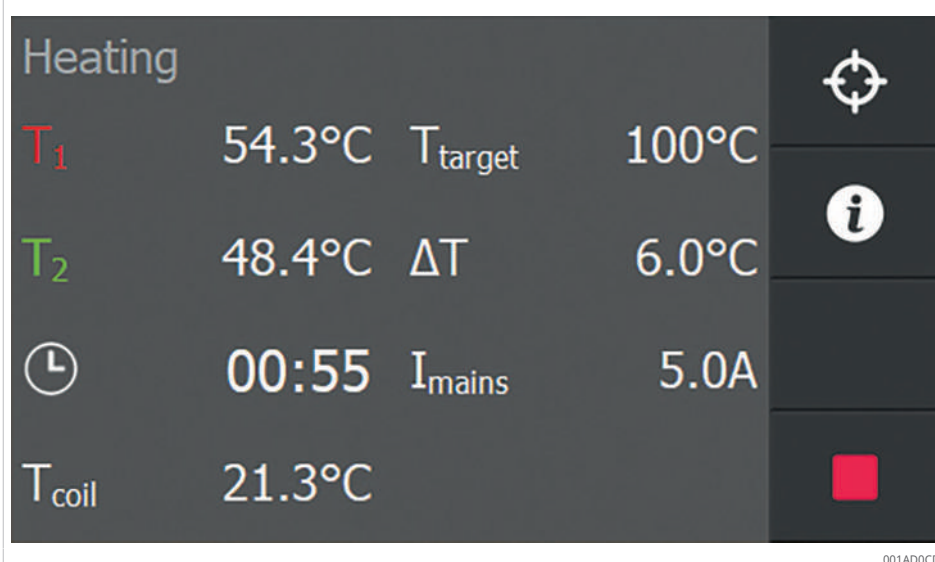 Heating
T1 54.3°C Ttarget 100°C
T2 48.4°C ΔT 6.0°C
00:55 Imains 5.0A
Tcoil 21.3°C
i